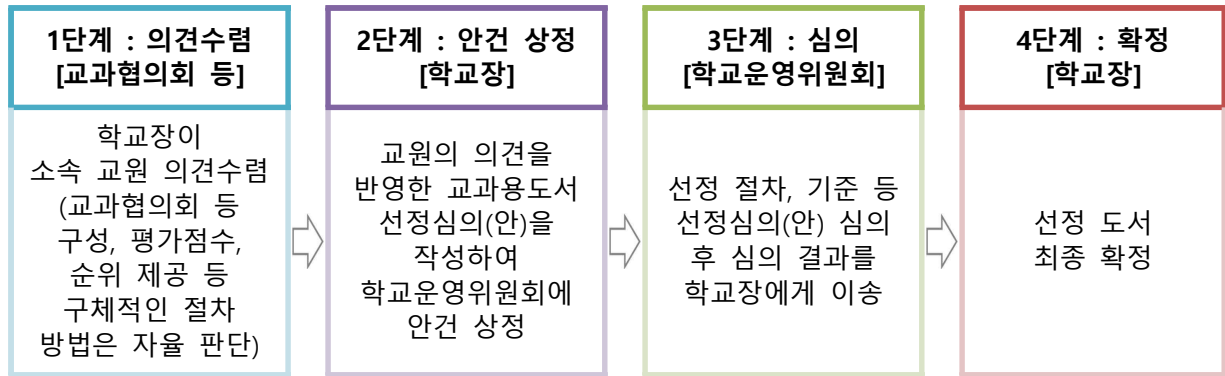 1단계 : 의견수렴
[교과협의회 등]
학교장이
소속 교원 의견수렴
(교과협의회 등
구성, 평가점수,
순위 제공 등
구체적인 절차
방법은 자율 판단)
2단계 : 안건 상정
[학교장]
교원의 의견을
반영한 교과용도서
선정심의(안)을
작성하여
학교운영위원회에
안건 상정
3단계 : 심의
[학교운영위원회]
선정 절차, 기준 등
선정심의(안) 심의
후 심의 결과를
학교장에게 이송
4단계 : 확정
[학교장]
선정 도서
최종 확정